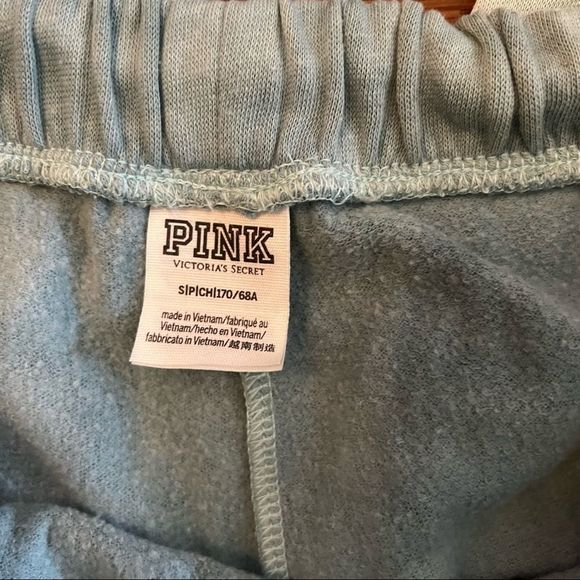 PINK
VICTORIA'S SECRET
S|P|CH|170/68A
made in Vietnam/fabriqué au
Vietnam/hecho en Vietnam/
fabbricato in Vietnam/越南制造